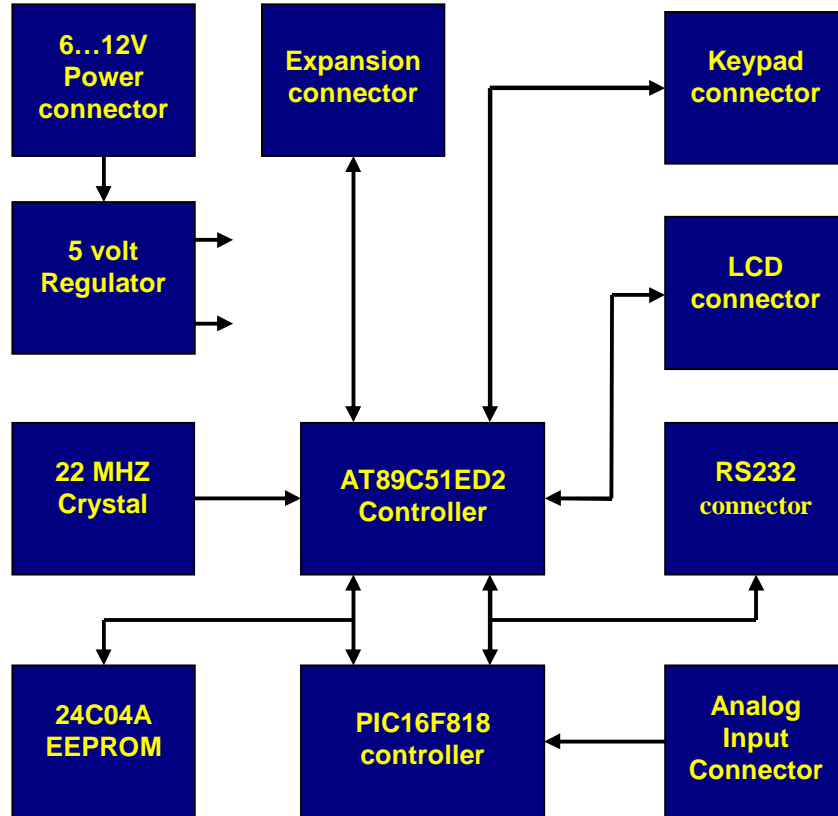 6…12V
Power
connector
Expansion
connector
Keypad
connector
5 volt
Regulator
LCD
connector
22 MHZ
Crystal
AT89C51ED2
Controller
RS232
connector
24C04A
EEPROM
PIC16F818
controller
Analog
Input
Connector